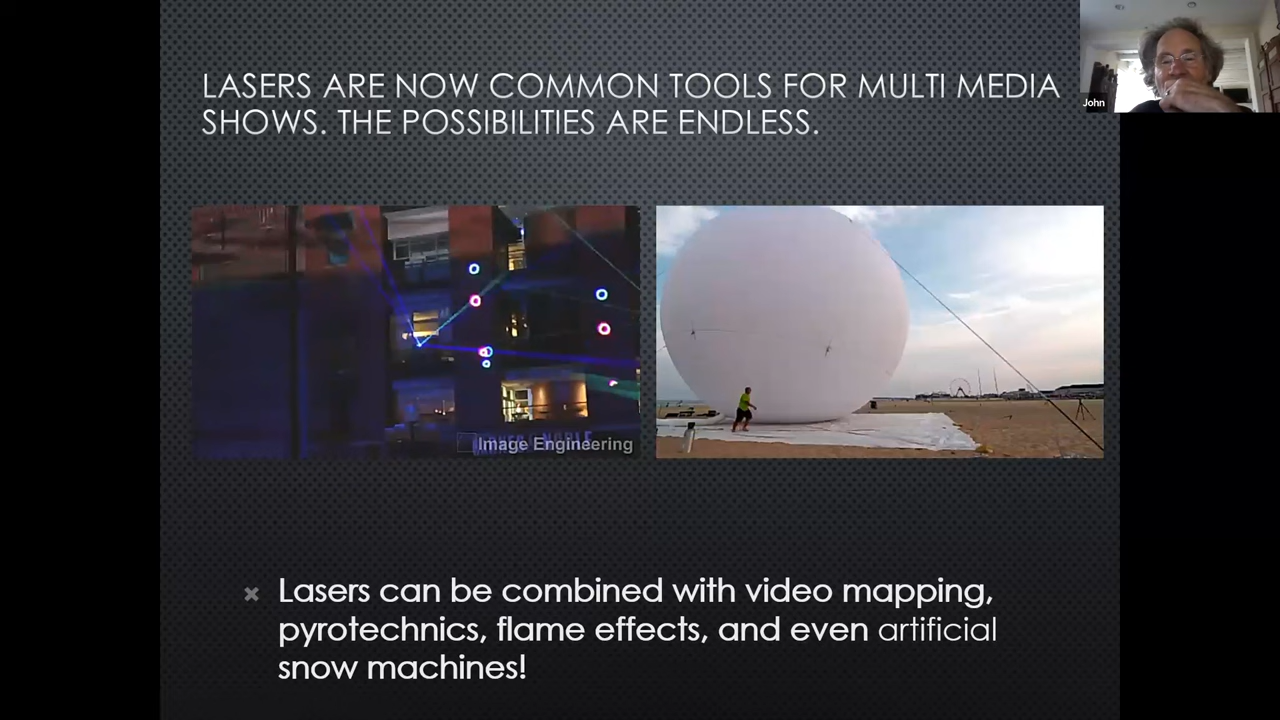 LASERS ARE NOW COMMON TOOLS FOR MULTI MEDIA
SHOWS. THE POSSIBILITIES ARE ENDLESS.
John
Image Engineering
Lasers can be combined with video mapping,
pyrotechnics, flame effects, and even artificial
snow machines!